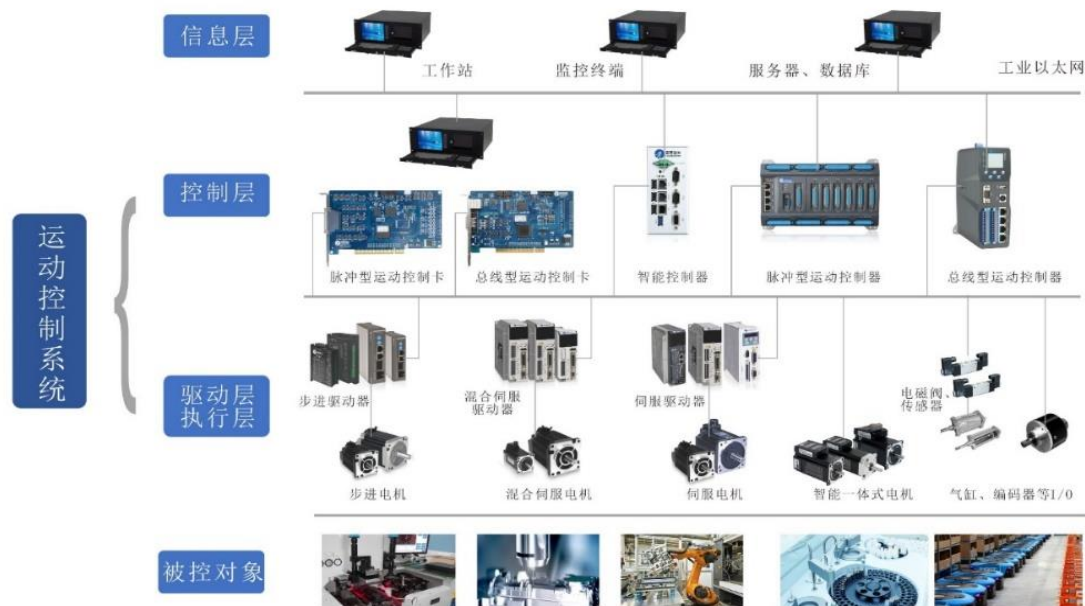 信息层
工作站
监控终端
服务器、数据库
工业以太网
控制层
脉冲型运动控制卡
总线型运动控制卡
智能控制器
脉冲型运动控制器
总线型运动控制器
运动控制系统
驱动层
执行层
步进驱动器
混合伺服
驱动器
伺服驱动器
电磁阀、
传感器
步进电机
混合伺服电机
伺服电机
智能一体式电机
气缸、编码器等I/0
被控对象